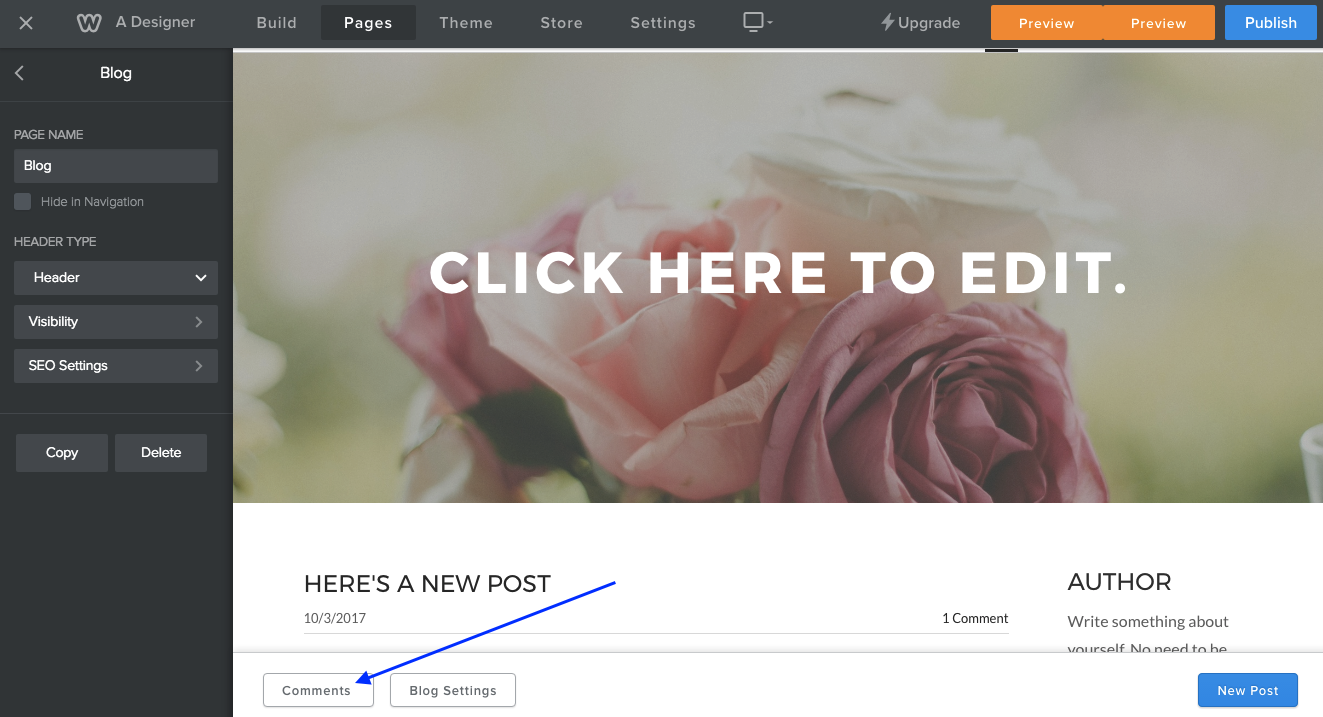 A Designer Build Pages Theme Store Settings Upgrade Preview Preview Publish
Blog
PAGE NAME
Blog
Hide in Navigation
HEADER TYPE
Header
Visibility
SEO Settings
Copy Delete
CLICK HERE TO EDIT.
HERE'S A NEW POST
10/3/2017 1 Comment
AUTHOR
Write something about
yourself. No need to be
Comments Blog Settings New Post